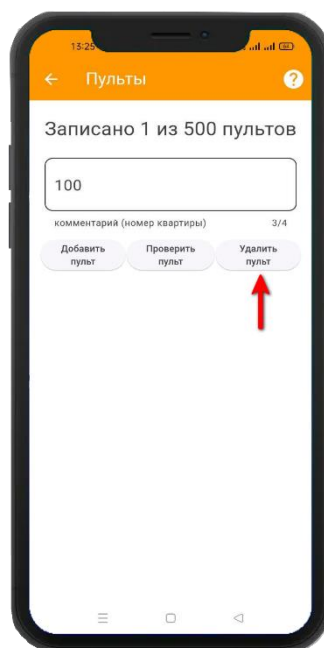 13:25
Пульты
?
Записано 1 из 500 пультов
100
комментарий (номер квартиры) 3/4
Добавить пульт
Проверить пульт
Удалить пульт